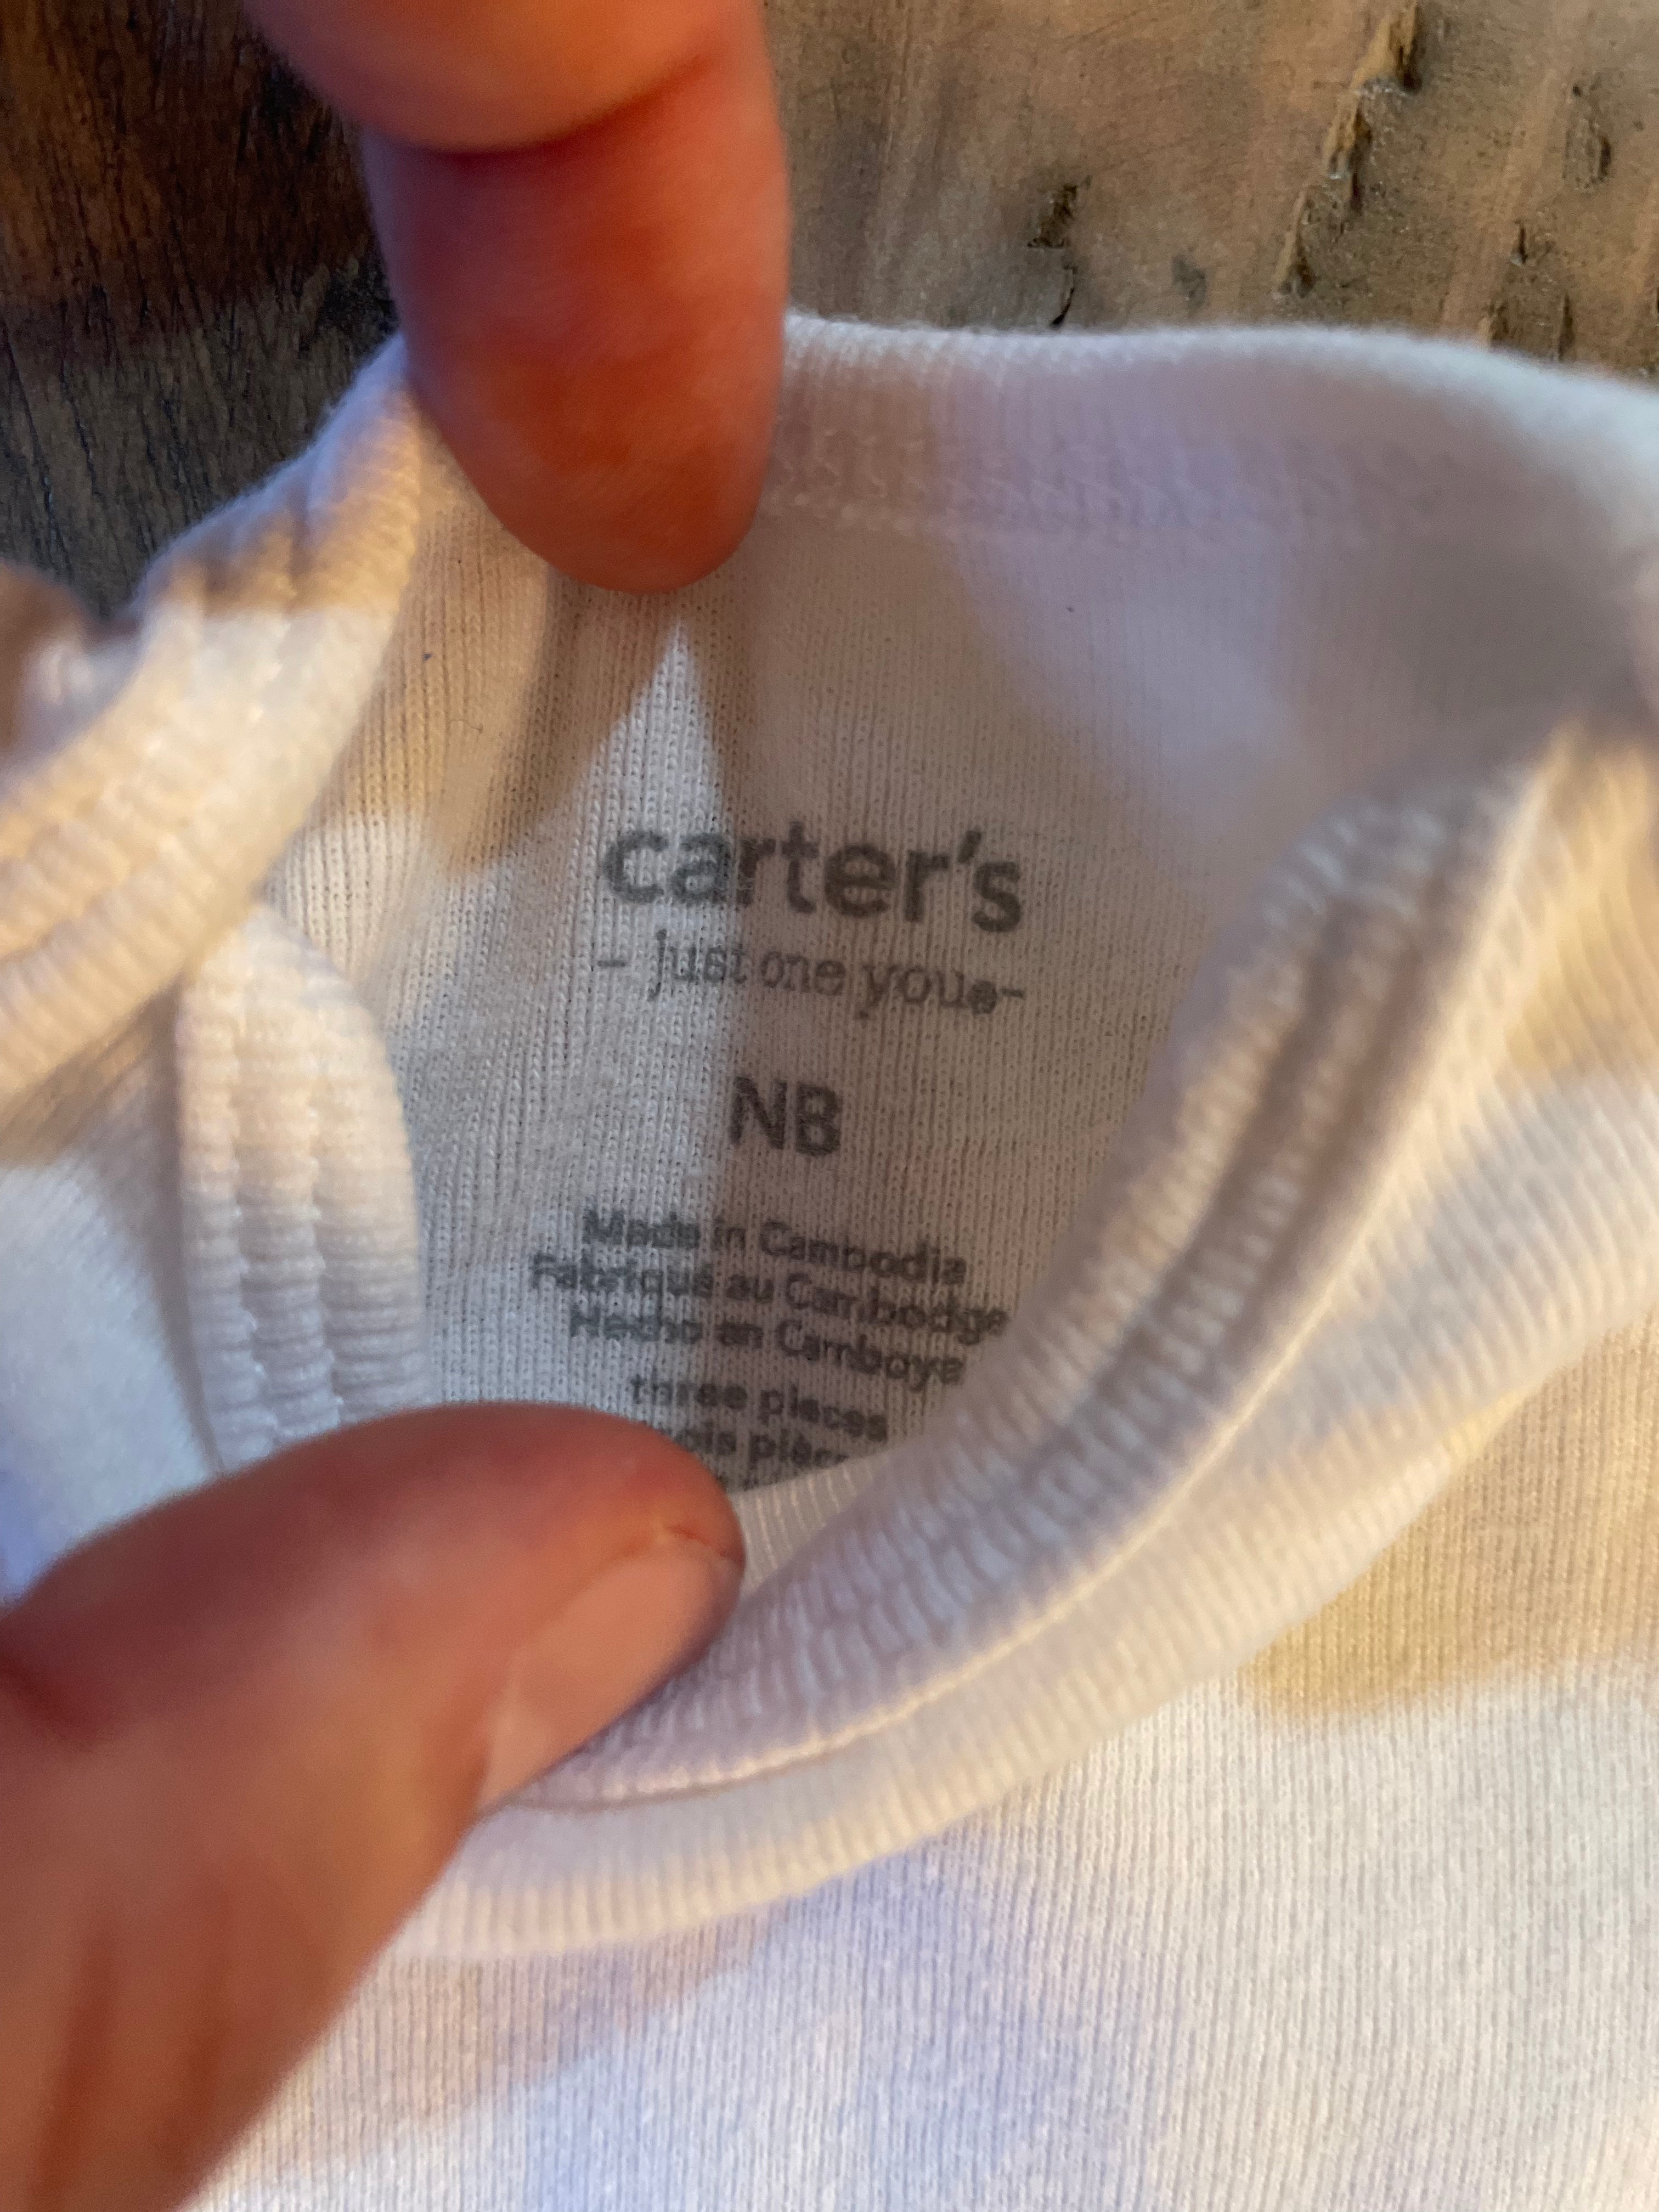 carter's
- just one you®-
NB
Made in Cambodia
Fabriqué au Cambodge
Hecho en Camboya
three pieces